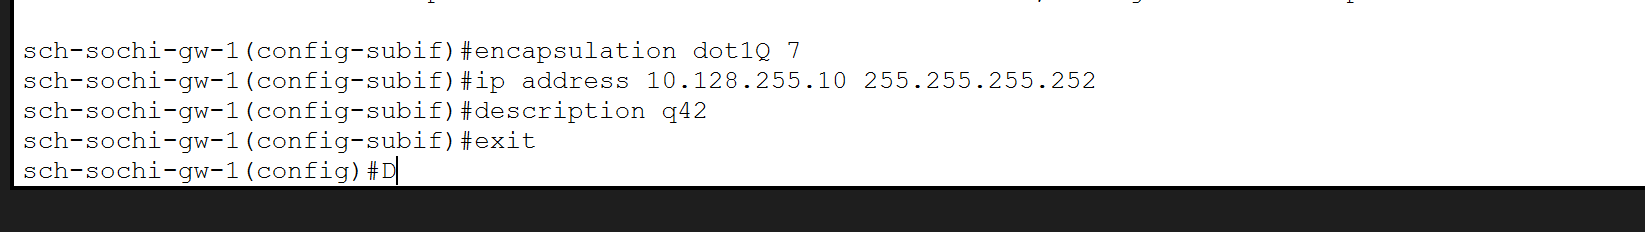 sch-sochi-gw-1(config-subif)#encapsulation dot1Q 7
sch-sochi-gw-1(config-subif)#ip address 10.128.255.10 255.255.255.252
sch-sochi-gw-1(config-subif)#description q42
sch-sochi-gw-1(config-subif)#exit
sch-sochi-gw-1(config)#D